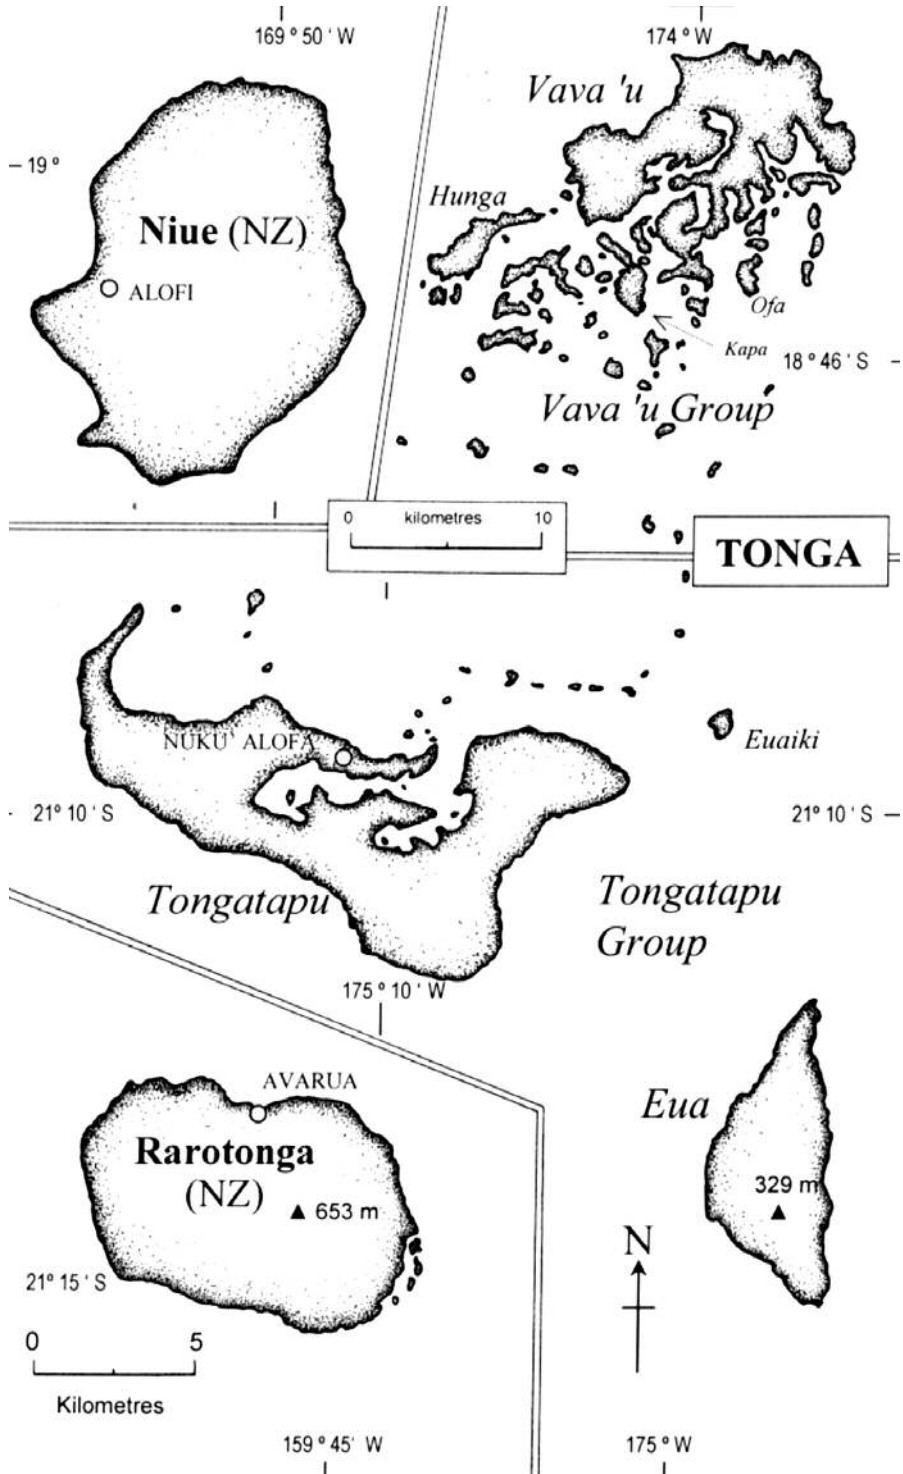 169° 50' W
174° W
Vava 'u
19°
Hunga
Niue (NZ)
ALOFI
Ofa
Kapa
18° 46' S
Vava 'u Group
0 kilometres 10
TONGA
NUKU' ALOFA
Euaiki
21° 10' S
21° 10' S
Tongatapu
Tongatapu
Group
175° 10' W
AVARUA
Eua
Rarotonga
(NZ)
653 m
329 m
N
21° 15' S
0 5
Kilometres
159° 45' W
175° W